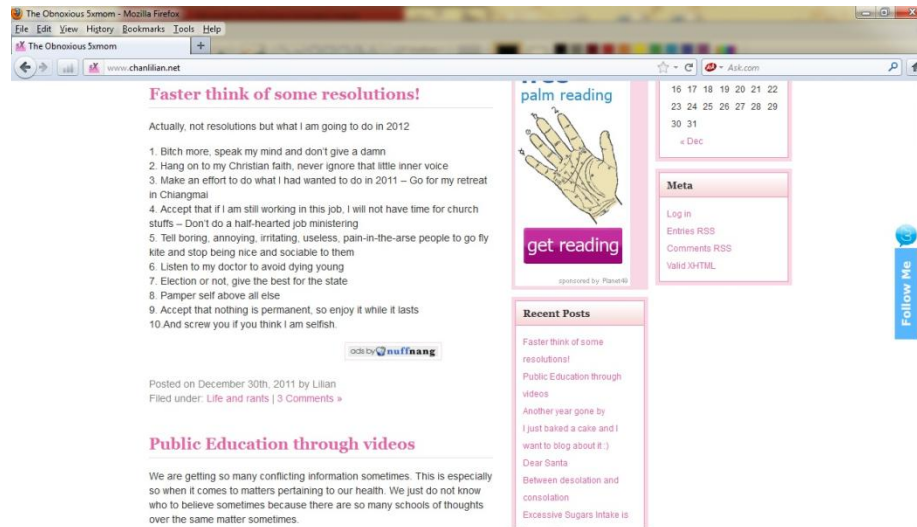 The Obnoxious 5xmom - Mozilla Firefox
File Edit View History Bookmarks Tools Help
The Obnoxious 5xmom
+
www.chanlilian.net
Ask.com
Faster think of some resolutions!
Actually, not resolutions but what I am going to do in 2012
1. Bitch more, speak my mind and don't give a damn
2. Hang on to my Christian faith, never ignore that little inner voice
3. Make an effort to do what I had wanted to do in 2011 – Go for my retreat
in Chiangmai
4. Accept that if I am still working in this job, I will not have time for church
stuffs – Don't do a half-hearted job ministering
5. Tell boring, annoying, irritating, useless, pain-in-the-arse people to go fly
kite and stop being nice and sociable to them
6. Listen to my doctor to avoid dying young
7. Election or not, give the best for the state
8. Pamper self above all else
9. Accept that nothing is permanent, so enjoy it while it lasts
10.And screw you if you think I am selfish.
ads by nuffnang
Posted on December 30th, 2011 by Lilian
Filed under: Life and rants | 3 Comments »
Public Education through videos
We are getting so many conflicting information sometimes. This is especially
so when it comes to matters pertaining to our health. We just do not know
who to believe sometimes because there are so many schools of thoughts
over the same matter sometimes.
palm reading
get reading
sponsored by Planet49
Recent Posts
Faster think of some
resolutions!
Public Education through
videos
Another year gone by
I just baked a cake and I
want to blog about it :)
Dear Santa
Between desolation and
consolation
Excessive Sugars Intake is
16 17 18 19 20 21 22
23 24 25 26 27 28 29
30 31
« Dec
Meta
Log in
Entries RSS
Comments RSS
Valid XHTML
Follow Me